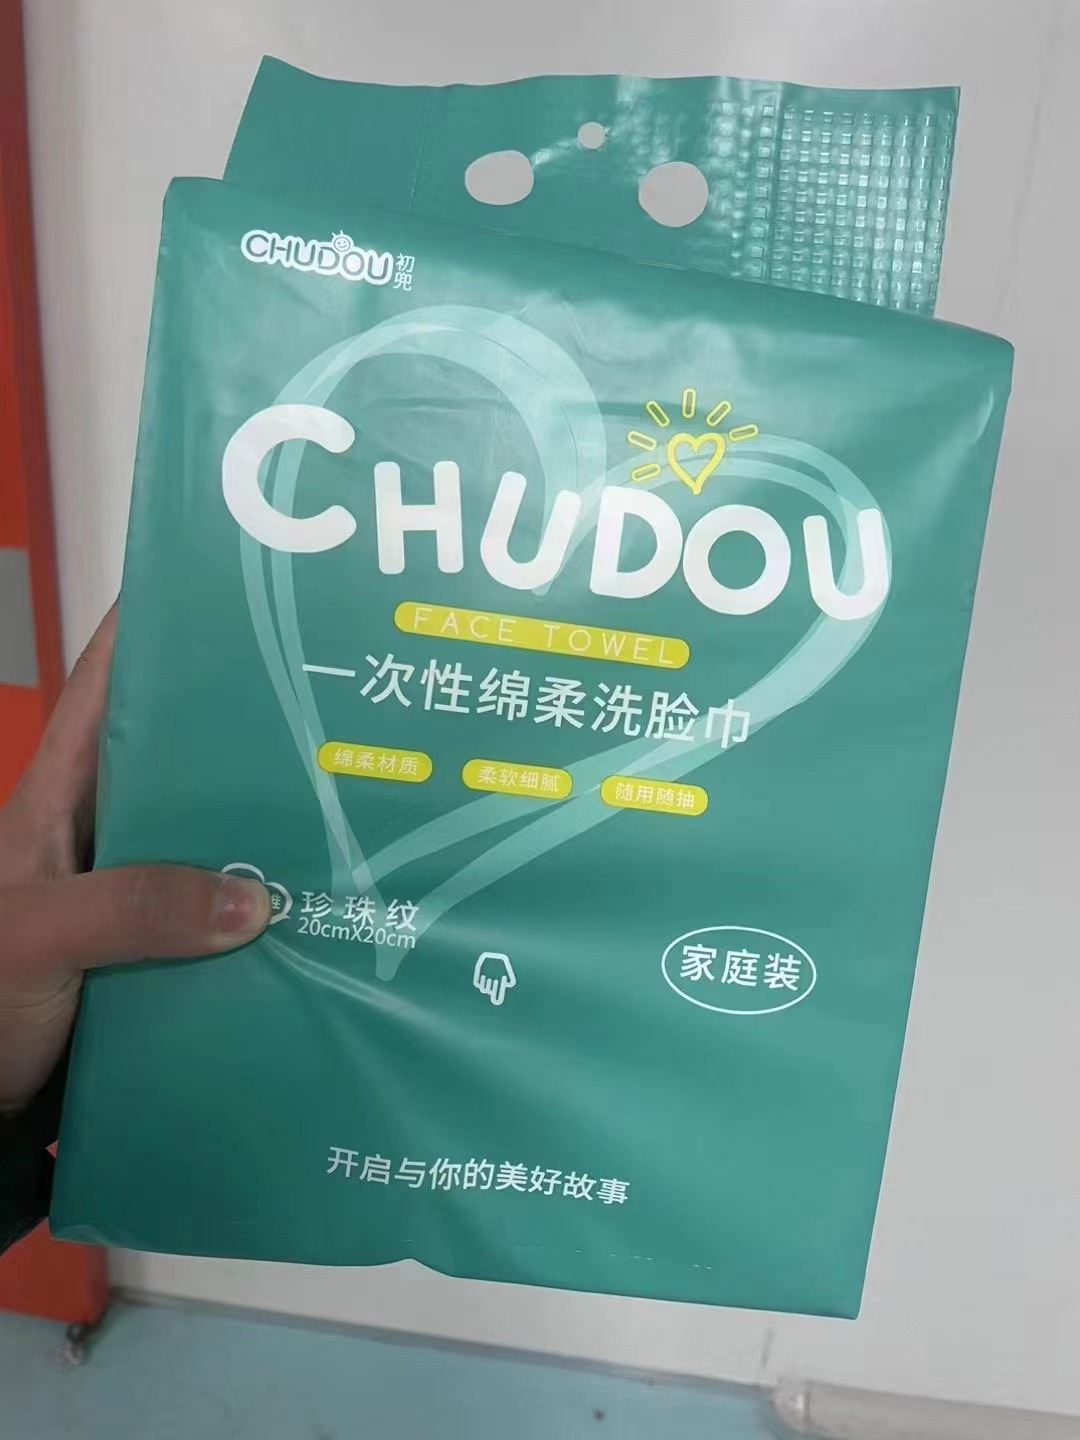 CHUDOU 初兜
CHUDOU
FACE TOWEL
一次性绵柔洗脸巾
绵柔材质 柔软细腻 随用随抽
珍珠纹
20cmX20cm
家庭装
开启与你的美好故事